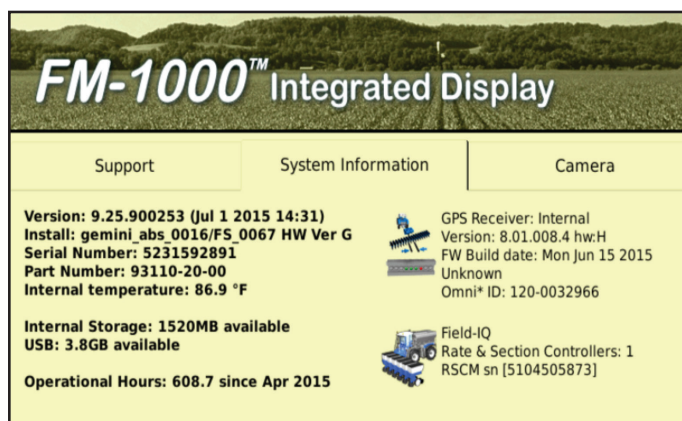 FM-1000™ Integrated Display
Support
System Information
Camera
Version: 9.25.900253 (Jul 1 2015 14:31)
Install: gemini_abs_0016/FS_0067 HW Ver G
Serial Number: 5231592891
Part Number: 93110-20-00
Internal temperature: 86.9 °F
Internal Storage: 1520MB available
USB: 3.8GB available
Operational Hours: 608.7 since Apr 2015
GPS Receiver: Internal
Version: 8.01.008.4 hw:H
FW Build date: Mon Jun 15 2015
Unknown
Omni* ID: 120-0032966
Field-IQ
Rate & Section Controllers: 1
RSCM sn [5104505873]